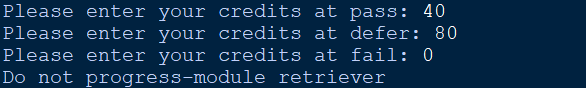 Please enter your credits at pass: 40
Please enter your credits at defer: 80
Please enter your credits at fail: 0
Do not progress-module retriever